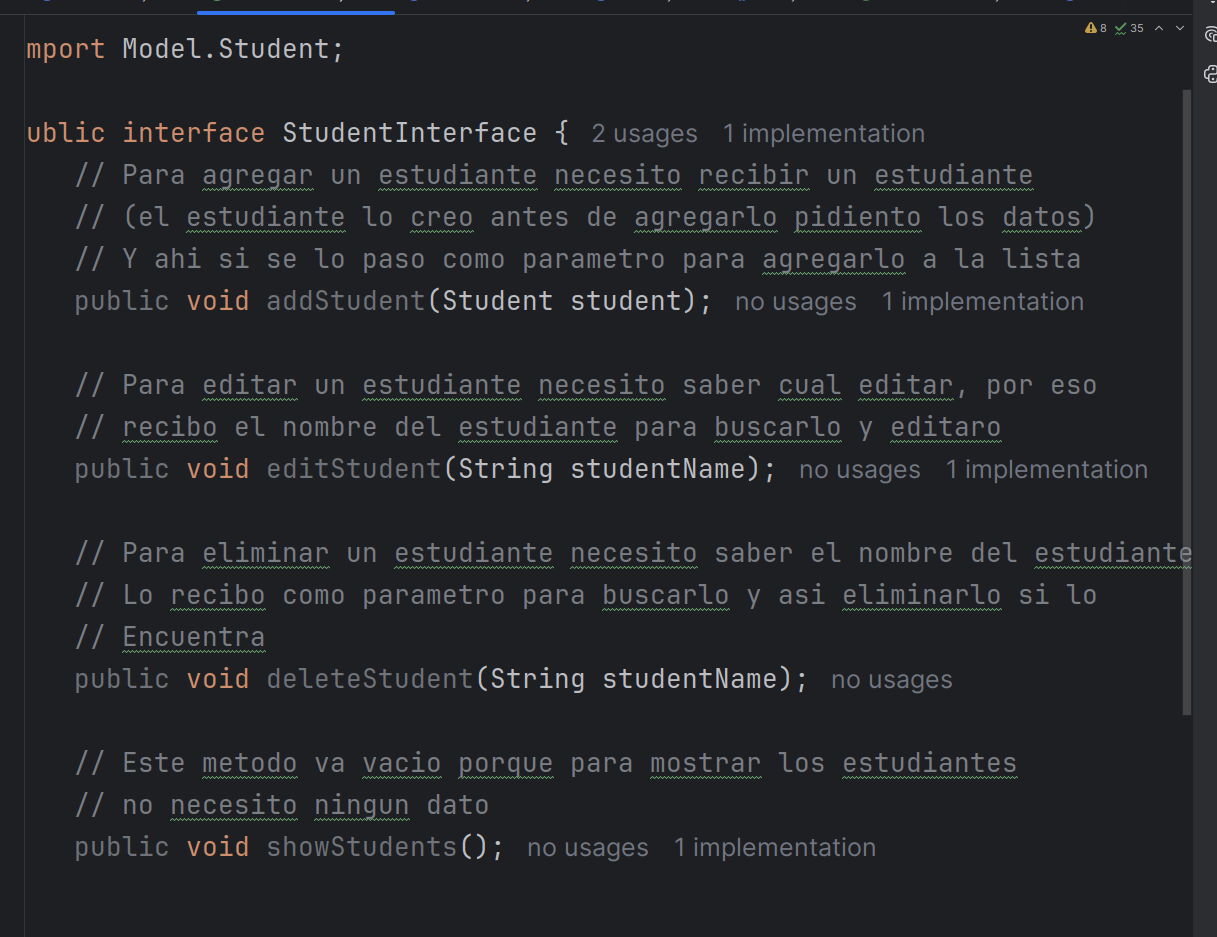 8 35
mport Model.Student;
ublic interface StudentInterface { 2 usages 1 implementation
// Para agregar un estudiante necesito recibir un estudiante
// (el estudiante lo creo antes de agregarlo pidiento los datos)
// Y ahi si se lo paso como parametro para agregarlo a la lista
public void addStudent(Student student); no usages 1 implementation
// Para editar un estudiante necesito saber cual editar, por eso
// recibo el nombre del estudiante para buscarlo y editaro
public void editStudent(String studentName); no usages 1 implementation
// Para eliminar un estudiante necesito saber el nombre del estudiante
// Lo recibo como parametro para buscarlo y asi eliminarlo si lo
// Encuentra
public void deleteStudent(String studentName); no usages
// Este metodo va vacio porque para mostrar los estudiantes
// no necesito ningun dato
public void showStudents(); no usages 1 implementation